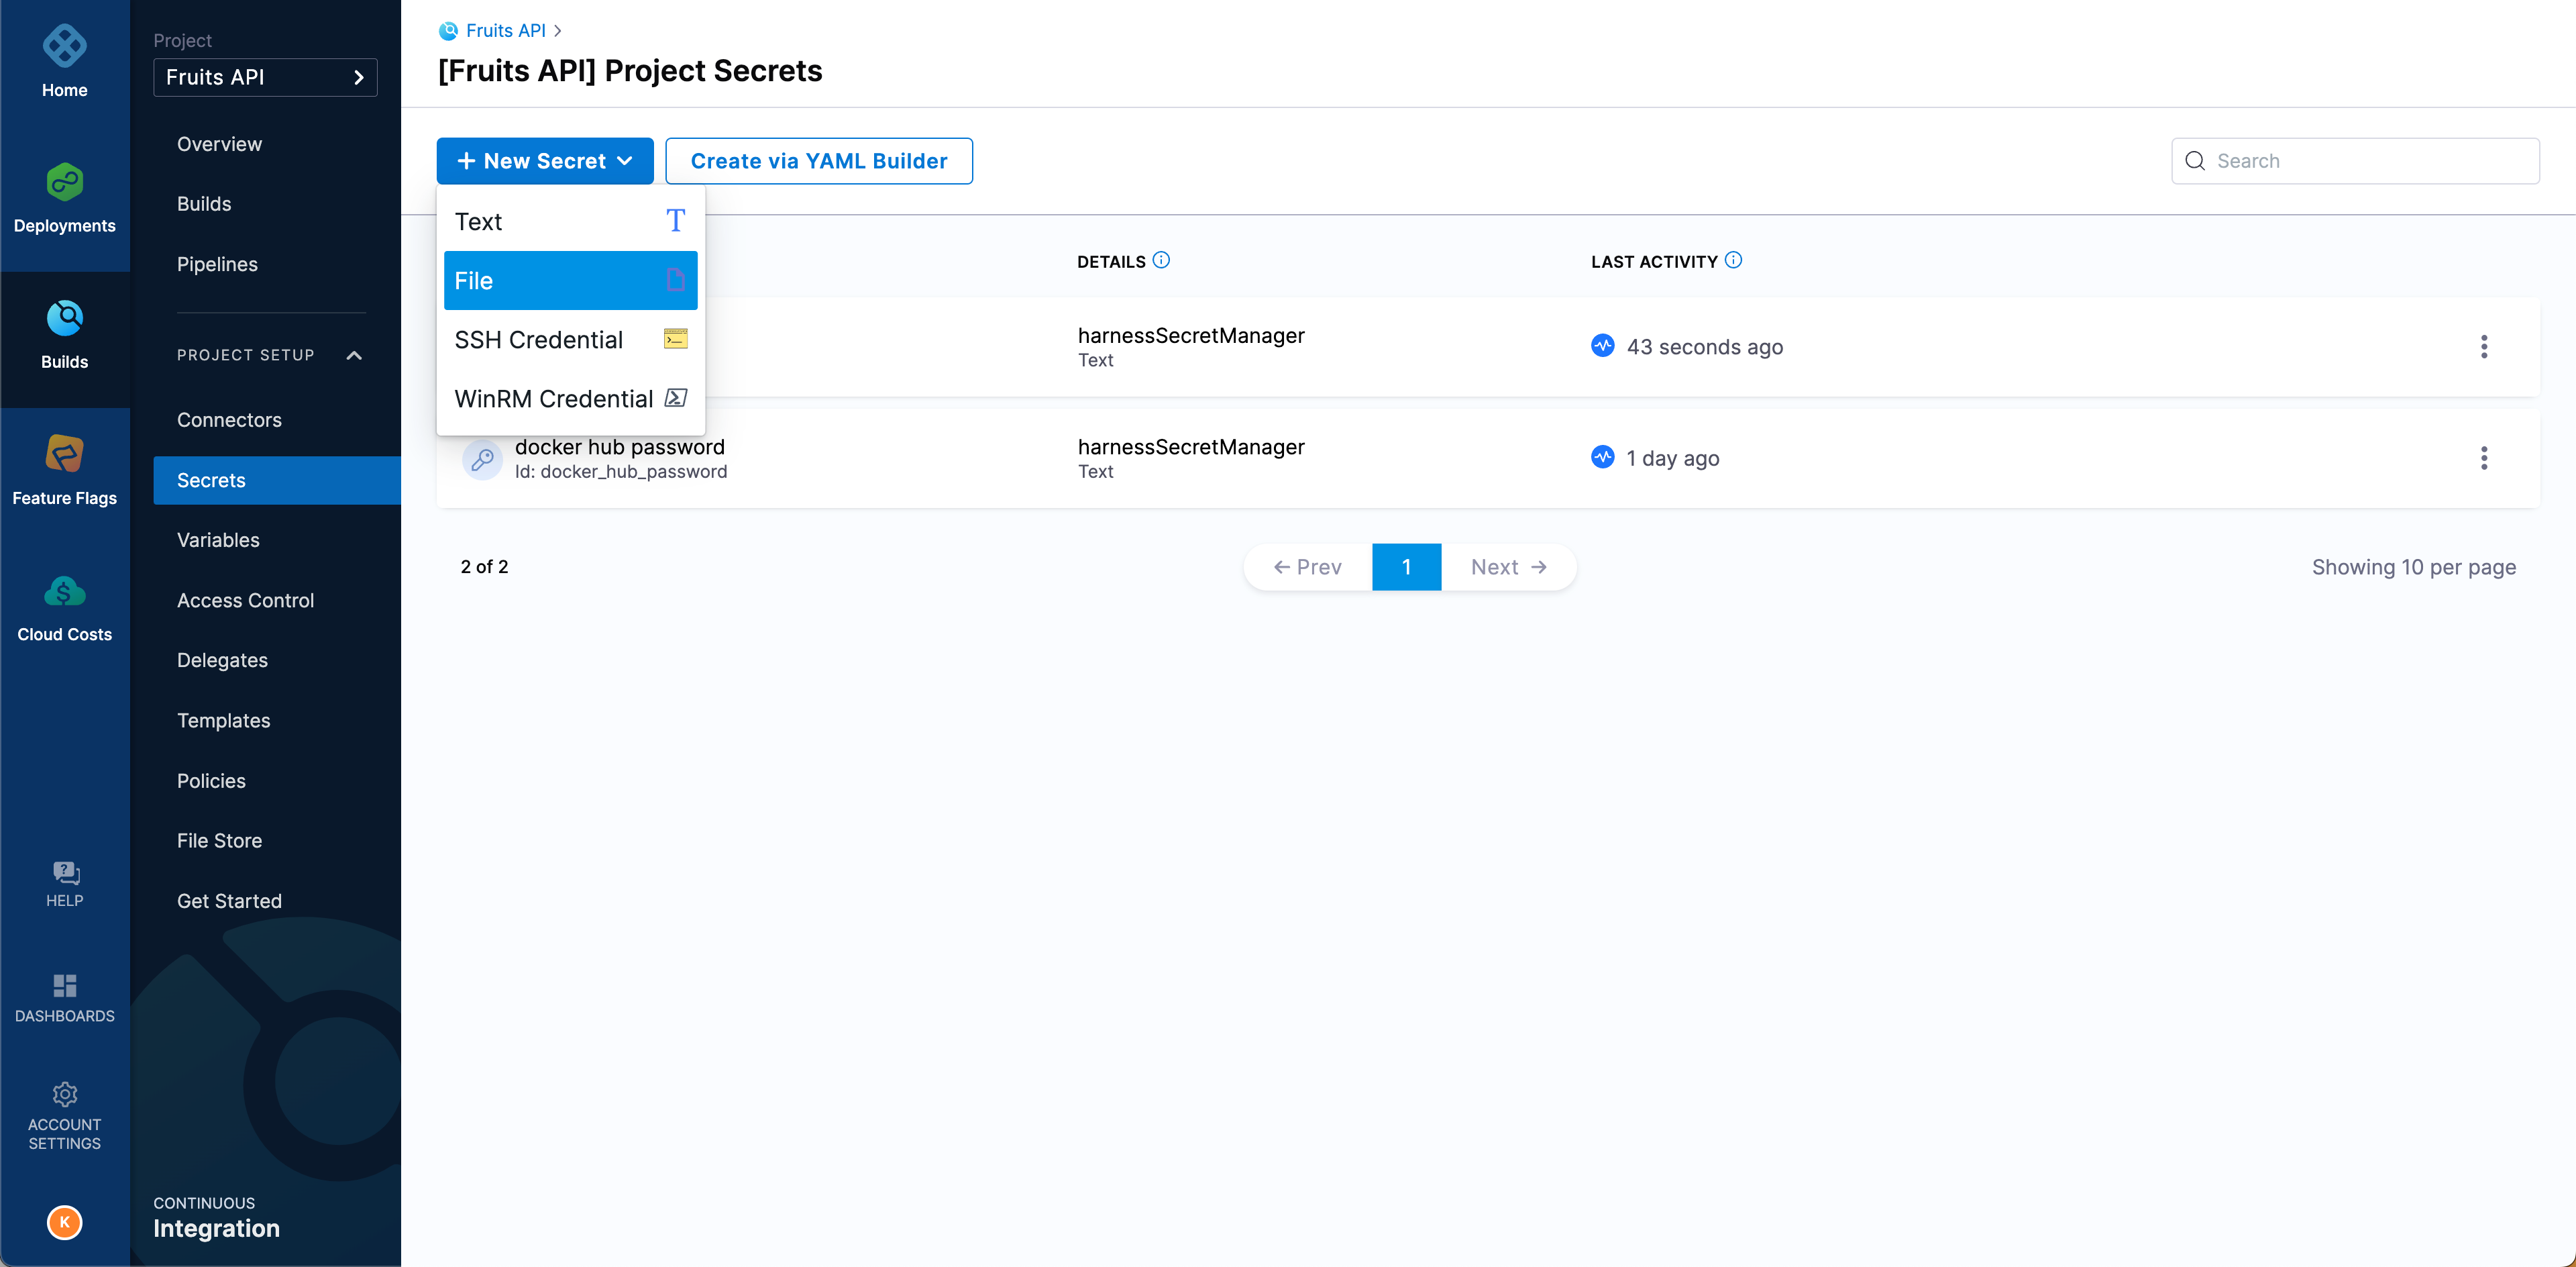 Home
Deployments
Builds
Feature Flags
Cloud Costs
HELP
DASHBOARDS
ACCOUNT
SETTINGS
K
Project
Fruits API
Overview
Builds
Pipelines
PROJECT SETUP
Connectors
Secrets
Variables
Access Control
Delegates
Templates
Policies
File Store
Get Started
CONTINUOUS
Integration
Fruits API
[Fruits API] Project Secrets
New Secret
Create via YAML Builder
Search
Text
File
SSH Credential
WinRM Credential
DETAILS
LAST ACTIVITY
harnessSecretManager
Text
43 seconds ago
docker hub password
Id: docker_hub_password
harnessSecretManager
Text
1 day ago
2 of 2
Prev
1
Next
Showing 10 per page